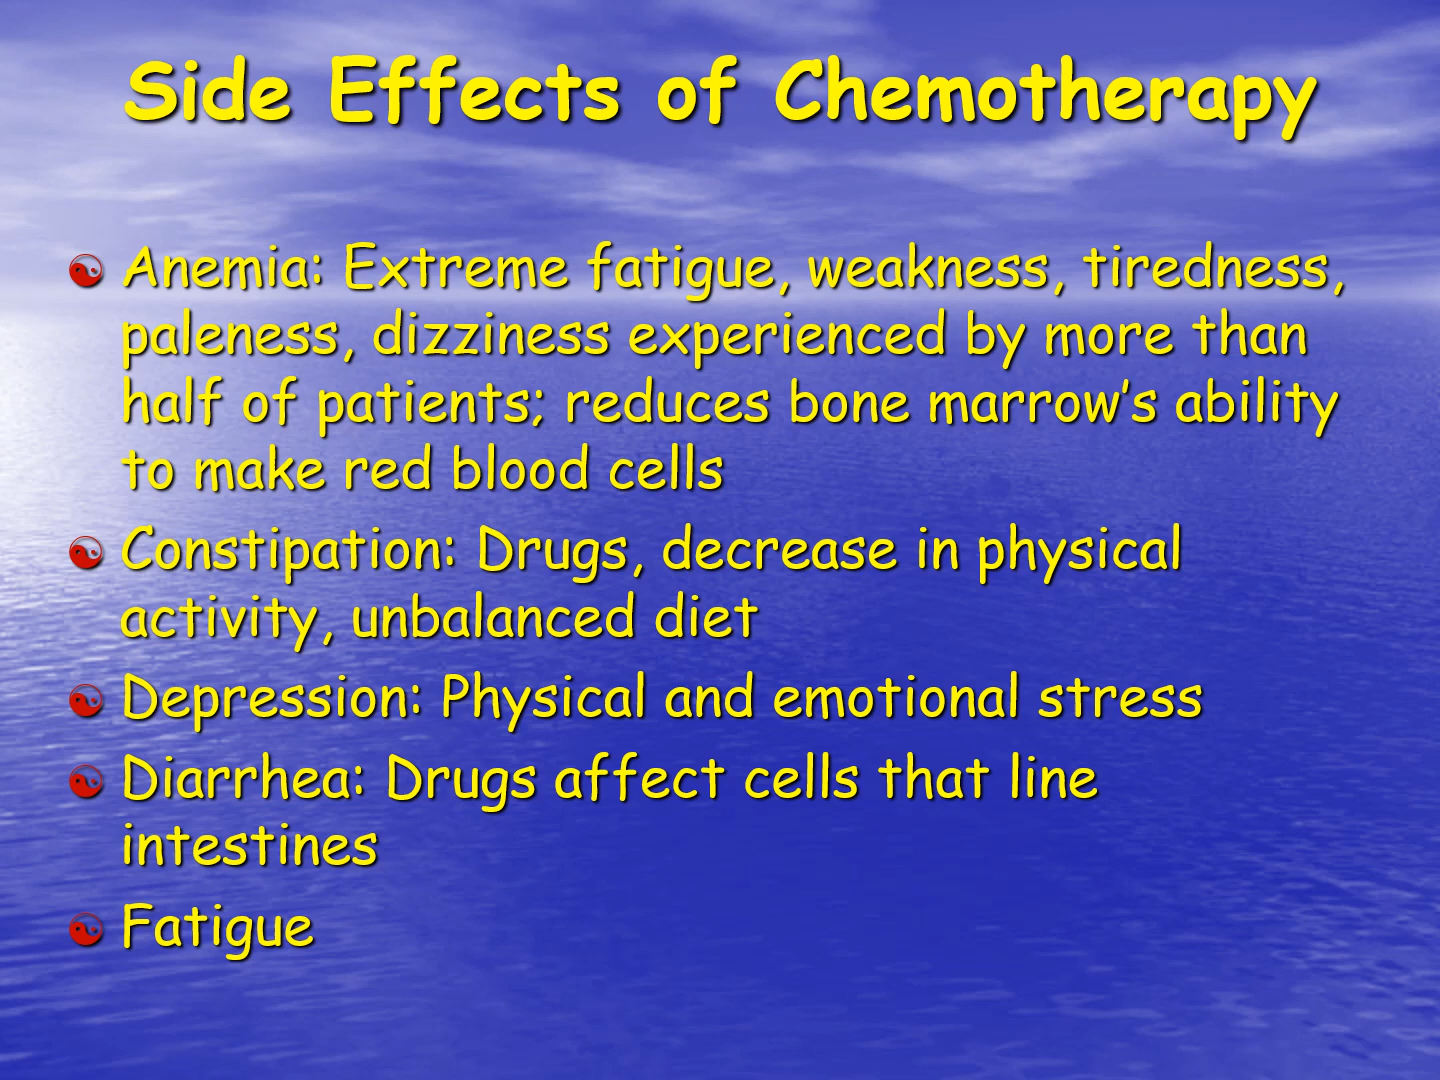 Side Effects of Chemotherapy
Anemia: Extreme fatigue, weakness, tiredness,
paleness, dizziness experienced by more than
half of patients; reduces bone marrow’s ability
to make red blood cells
Constipation: Drugs, decrease in physical
activity, unbalanced diet
Depression: Physical and emotional stress
Diarrhea: Drugs affect cells that line
intestines
Fatigue